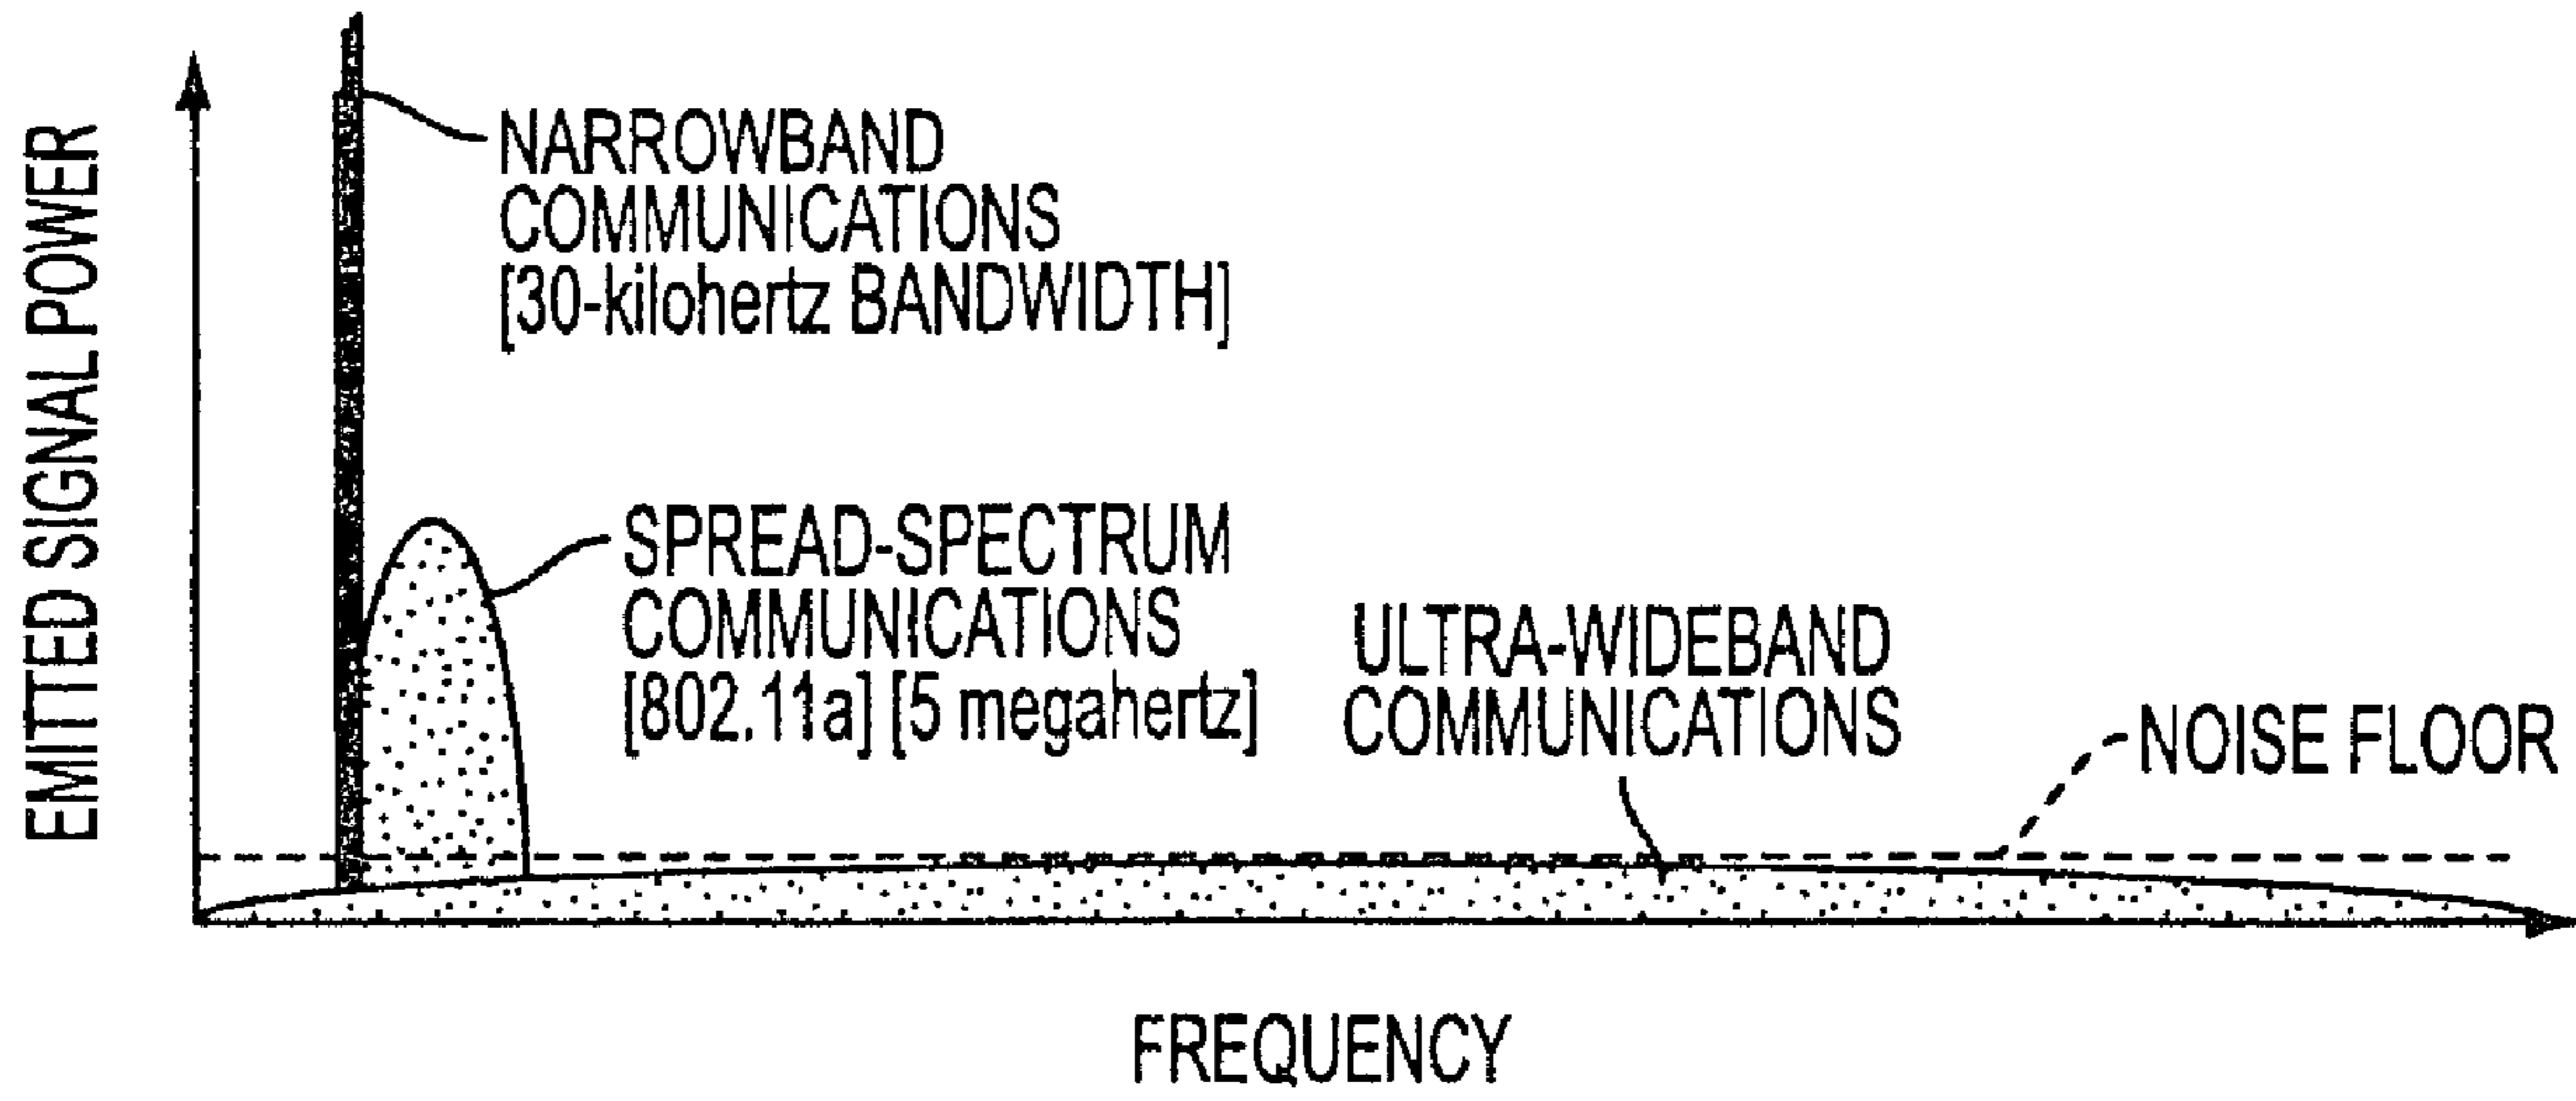 EMITTED SIGNAL POWER
NARROWBAND
COMMUNICATIONS
[30-kilohertz BANDWIDTH]
SPREAD-SPECTRUM
COMMUNICATIONS
[802.11a] [5 megahertz]
ULTRA-WIDEBAND
COMMUNICATIONS
NOISE FLOOR
FREQUENCY